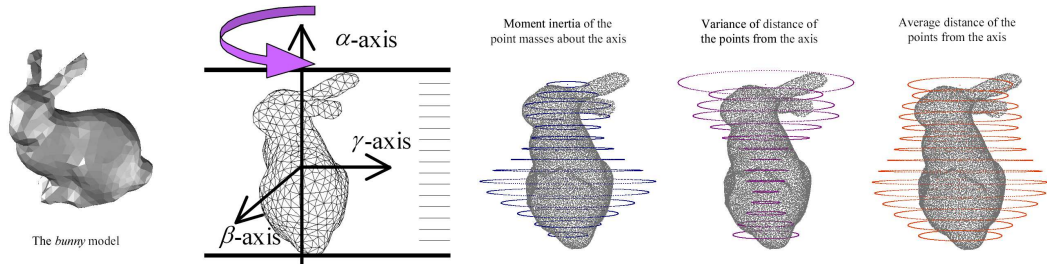 The bunny model
α-axis
γ-axis
β-axis
Moment inertia of the
point masses about the axis
Variance of distance of
the points from the axis
Average distance of the
points from the axis